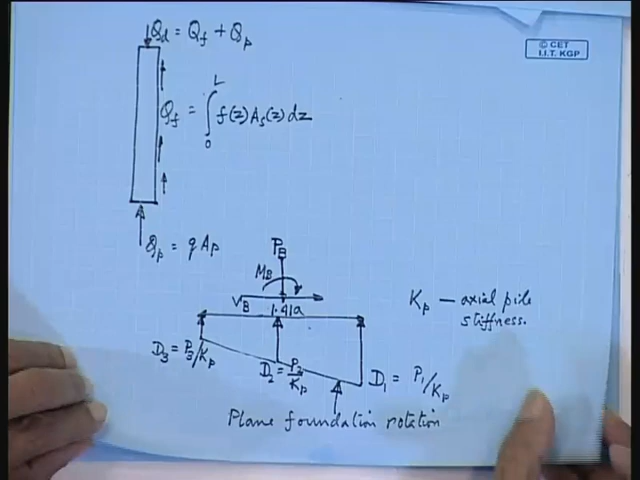 Q_d = Q_f + Q_p
© CET
I.I.T. KGP
Q_f = ∫₀ᴸ f(z) A_s(z) dz
Q_p = q A_p
P_B
M_B
V_B
1.41a
K_p — axial pile
stiffness.
D_3 = P_3/K_p
D_2 = P_2/K_p
D_1 = P_1/K_p
Plane foundation rotation